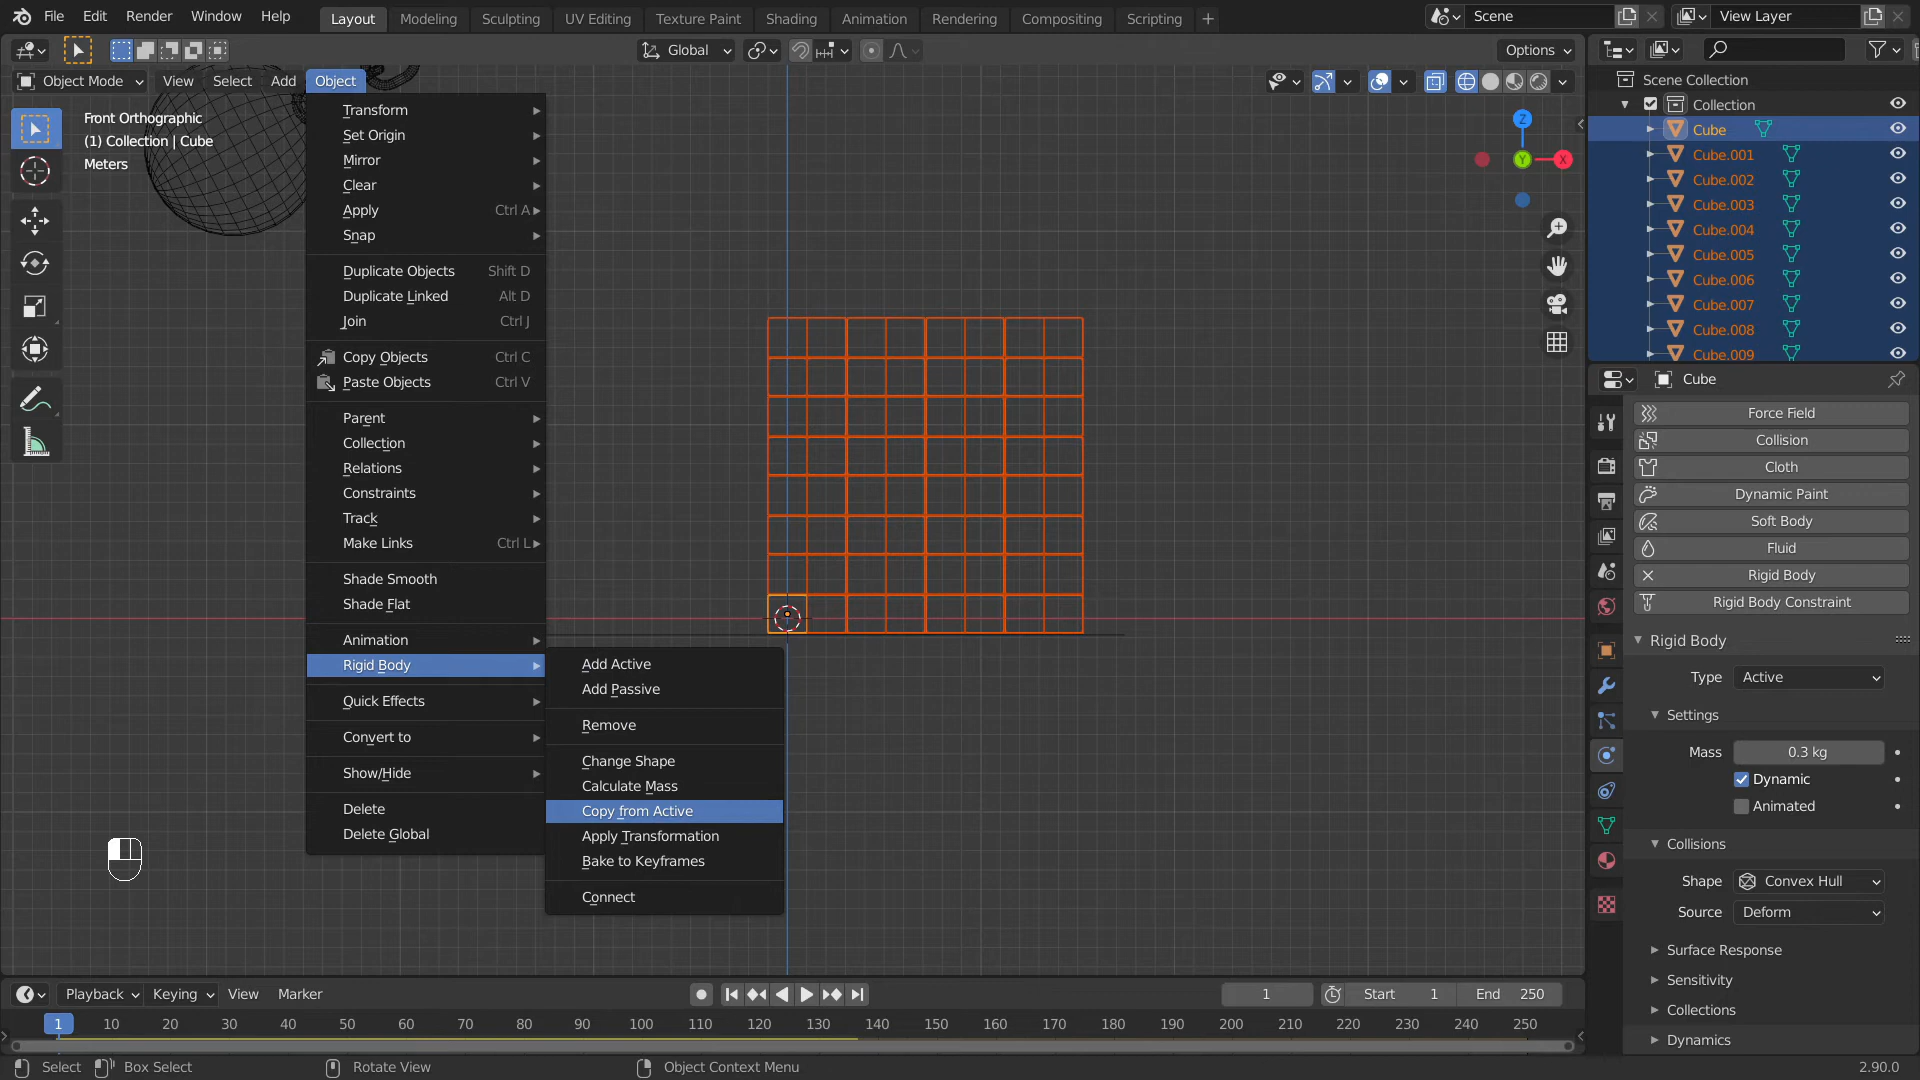 File Edit Render Window Help Layout Modeling Sculpting UV Editing Texture Paint Shading Animation Rendering Compositing Scripting + Scene View Layer
Global Options
Object Mode View Select Add Object
Front Orthographic
(1) Collection | Cube
Meters
Transform
Set Origin
Mirror
Clear
Apply Ctrl A
Snap
Duplicate Objects Shift D
Duplicate Linked Alt D
Join Ctrl J
Copy Objects Ctrl C
Paste Objects Ctrl V
Parent
Collection
Relations
Constraints
Track
Make Links Ctrl L
Shade Smooth
Shade Flat
Animation
Rigid Body
Quick Effects
Convert to
Show/Hide
Delete
Delete Global
Add Active
Add Passive
Remove
Change Shape
Calculate Mass
Copy from Active
Apply Transformation
Bake to Keyframes
Connect
Z
Y
X
Scene Collection
Collection
Cube
Cube.001
Cube.002
Cube.003
Cube.004
Cube.005
Cube.006
Cube.007
Cube.008
Cube.009
Cube
Force Field
Collision
Cloth
Dynamic Paint
Soft Body
Fluid
Rigid Body
Rigid Body Constraint
Rigid Body
Type Active
Settings
Mass 0.3 kg
Dynamic
Animated
Collisions
Shape Convex Hull
Source Deform
Surface Response
Sensitivity
Collections
Dynamics
Playback Keying View Marker 1 Start 1 End 250
1 10 20 30 40 50 60 70 80 90 100 110 120 130 140 150 160 170 180 190 200 210 220 230 240 250
Select Box Select Rotate View Object Context Menu 2.90.0